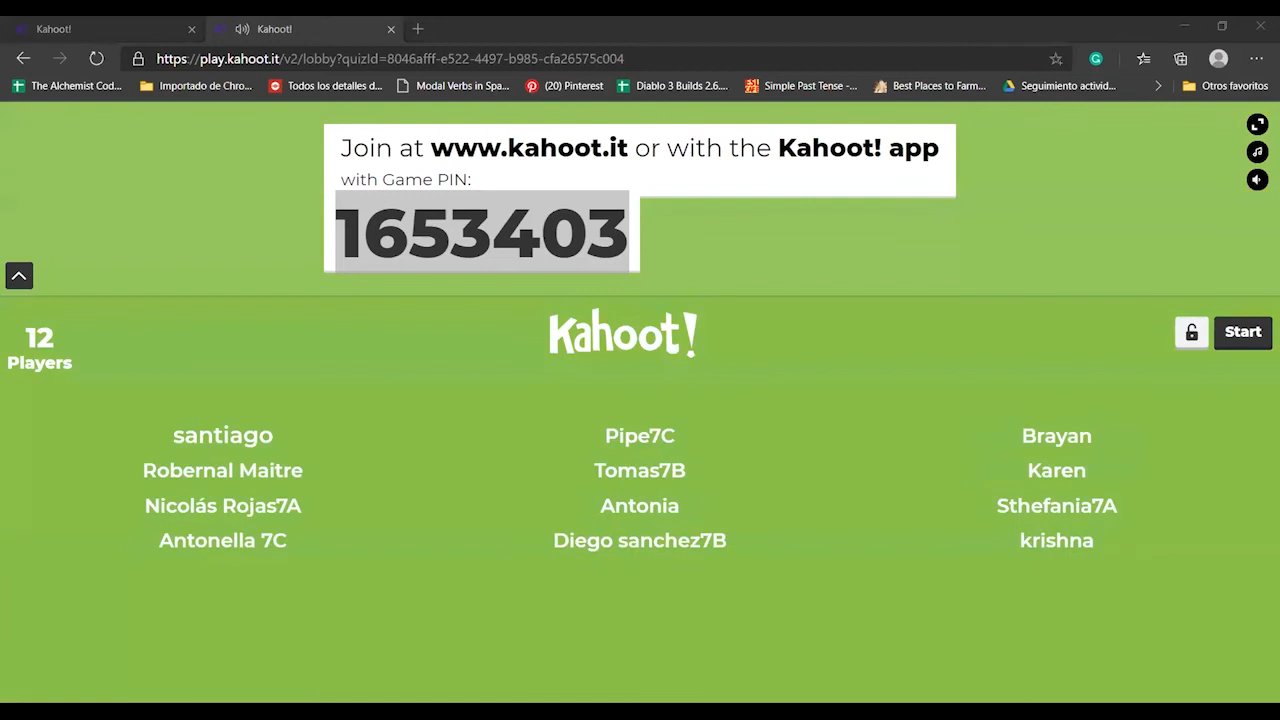 Kahoot!
Kahoot!
https://play.kahoot.it/v2/lobby?quizId=8046afff-e522-4497-b985-cfa26575c004
The Alchemist Cod... Importado de Chro... Todos los detalles d... Modal Verbs in Spa... (20) Pinterest Diablo 3 Builds 2.6.... Simple Past Tense -... Best Places to Farm... Seguimiento activid... Otros favoritos
Join at www.kahoot.it or with the Kahoot! app
with Game PIN:
1653403
12
Players
Kahoot!
Start
santiago Pipe7C Brayan
Robernal Maitre Tomas7B Karen
Nicolás Rojas7A Antonia Sthefania7A
Antonella 7C Diego sanchez7B krishna